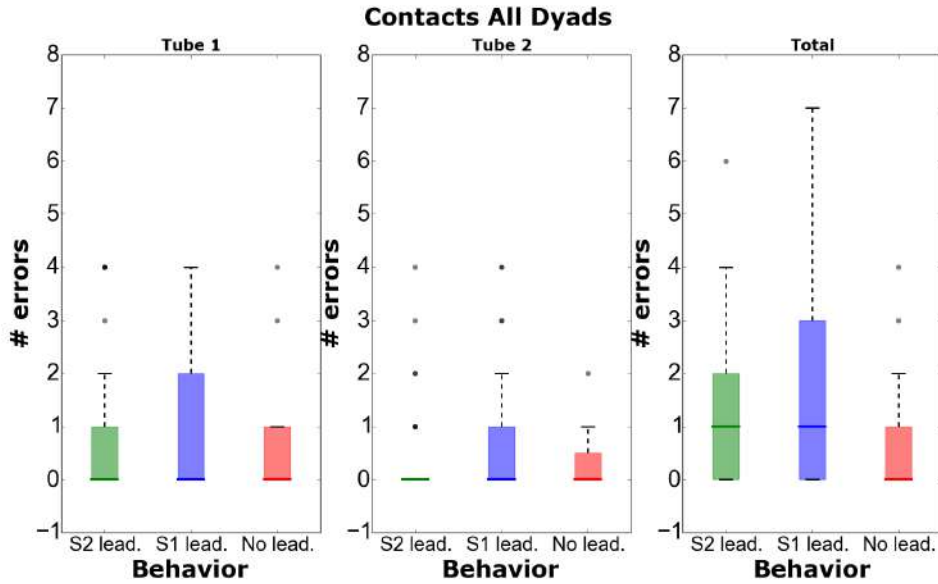 Contacts All Dyads
Tube 1
# errors
8
7
6
5
4
3
2
1
0
−1
S2 lead. S1 lead. No lead.
Behavior
Tube 2
# errors
8
7
6
5
4
3
2
1
0
−1
S2 lead. S1 lead. No lead.
Behavior
Total
# errors
8
7
6
5
4
3
2
1
0
−1
S2 lead. S1 lead. No lead.
Behavior